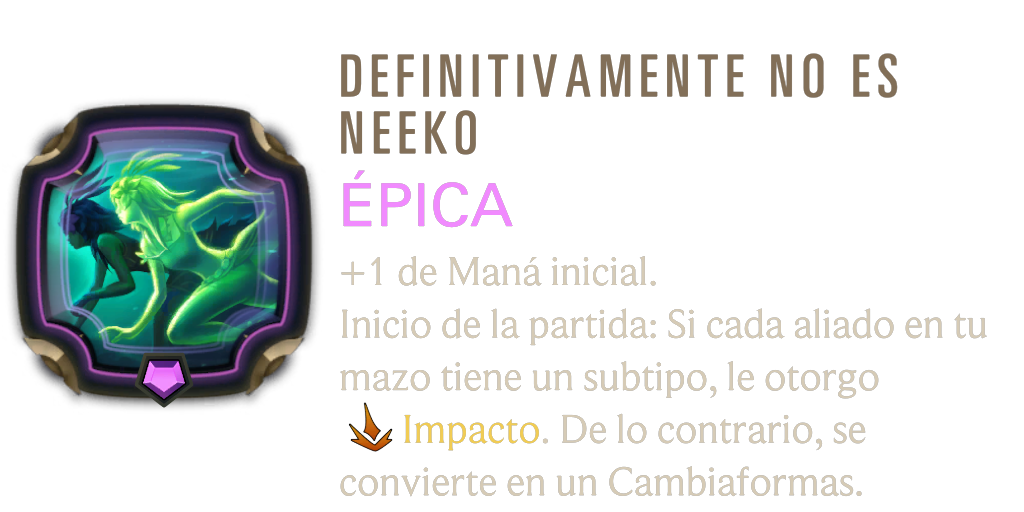 DEFINITIVAMENTE NO ES
NEEKO
ÉPICA
+1 de Maná inicial.
Inicio de la partida: Si cada aliado en tu
mazo tiene un subtipo, le otorgo
Impacto. De lo contrario, se
convierte en un Cambiaformas.